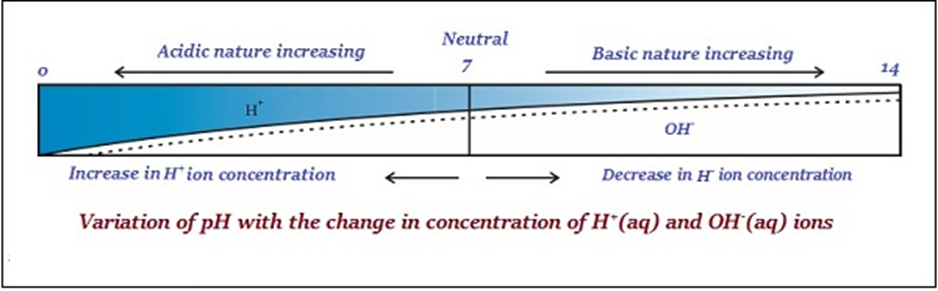 Neutral
Acidic nature increasing
Basic nature increasing
0
7
14
H⁺
OH⁻
Increase in H⁺ ion concentration
Decrease in H ion concentration
Variation of pH with the change in concentration of H⁺(aq) and OH⁻(aq) ions